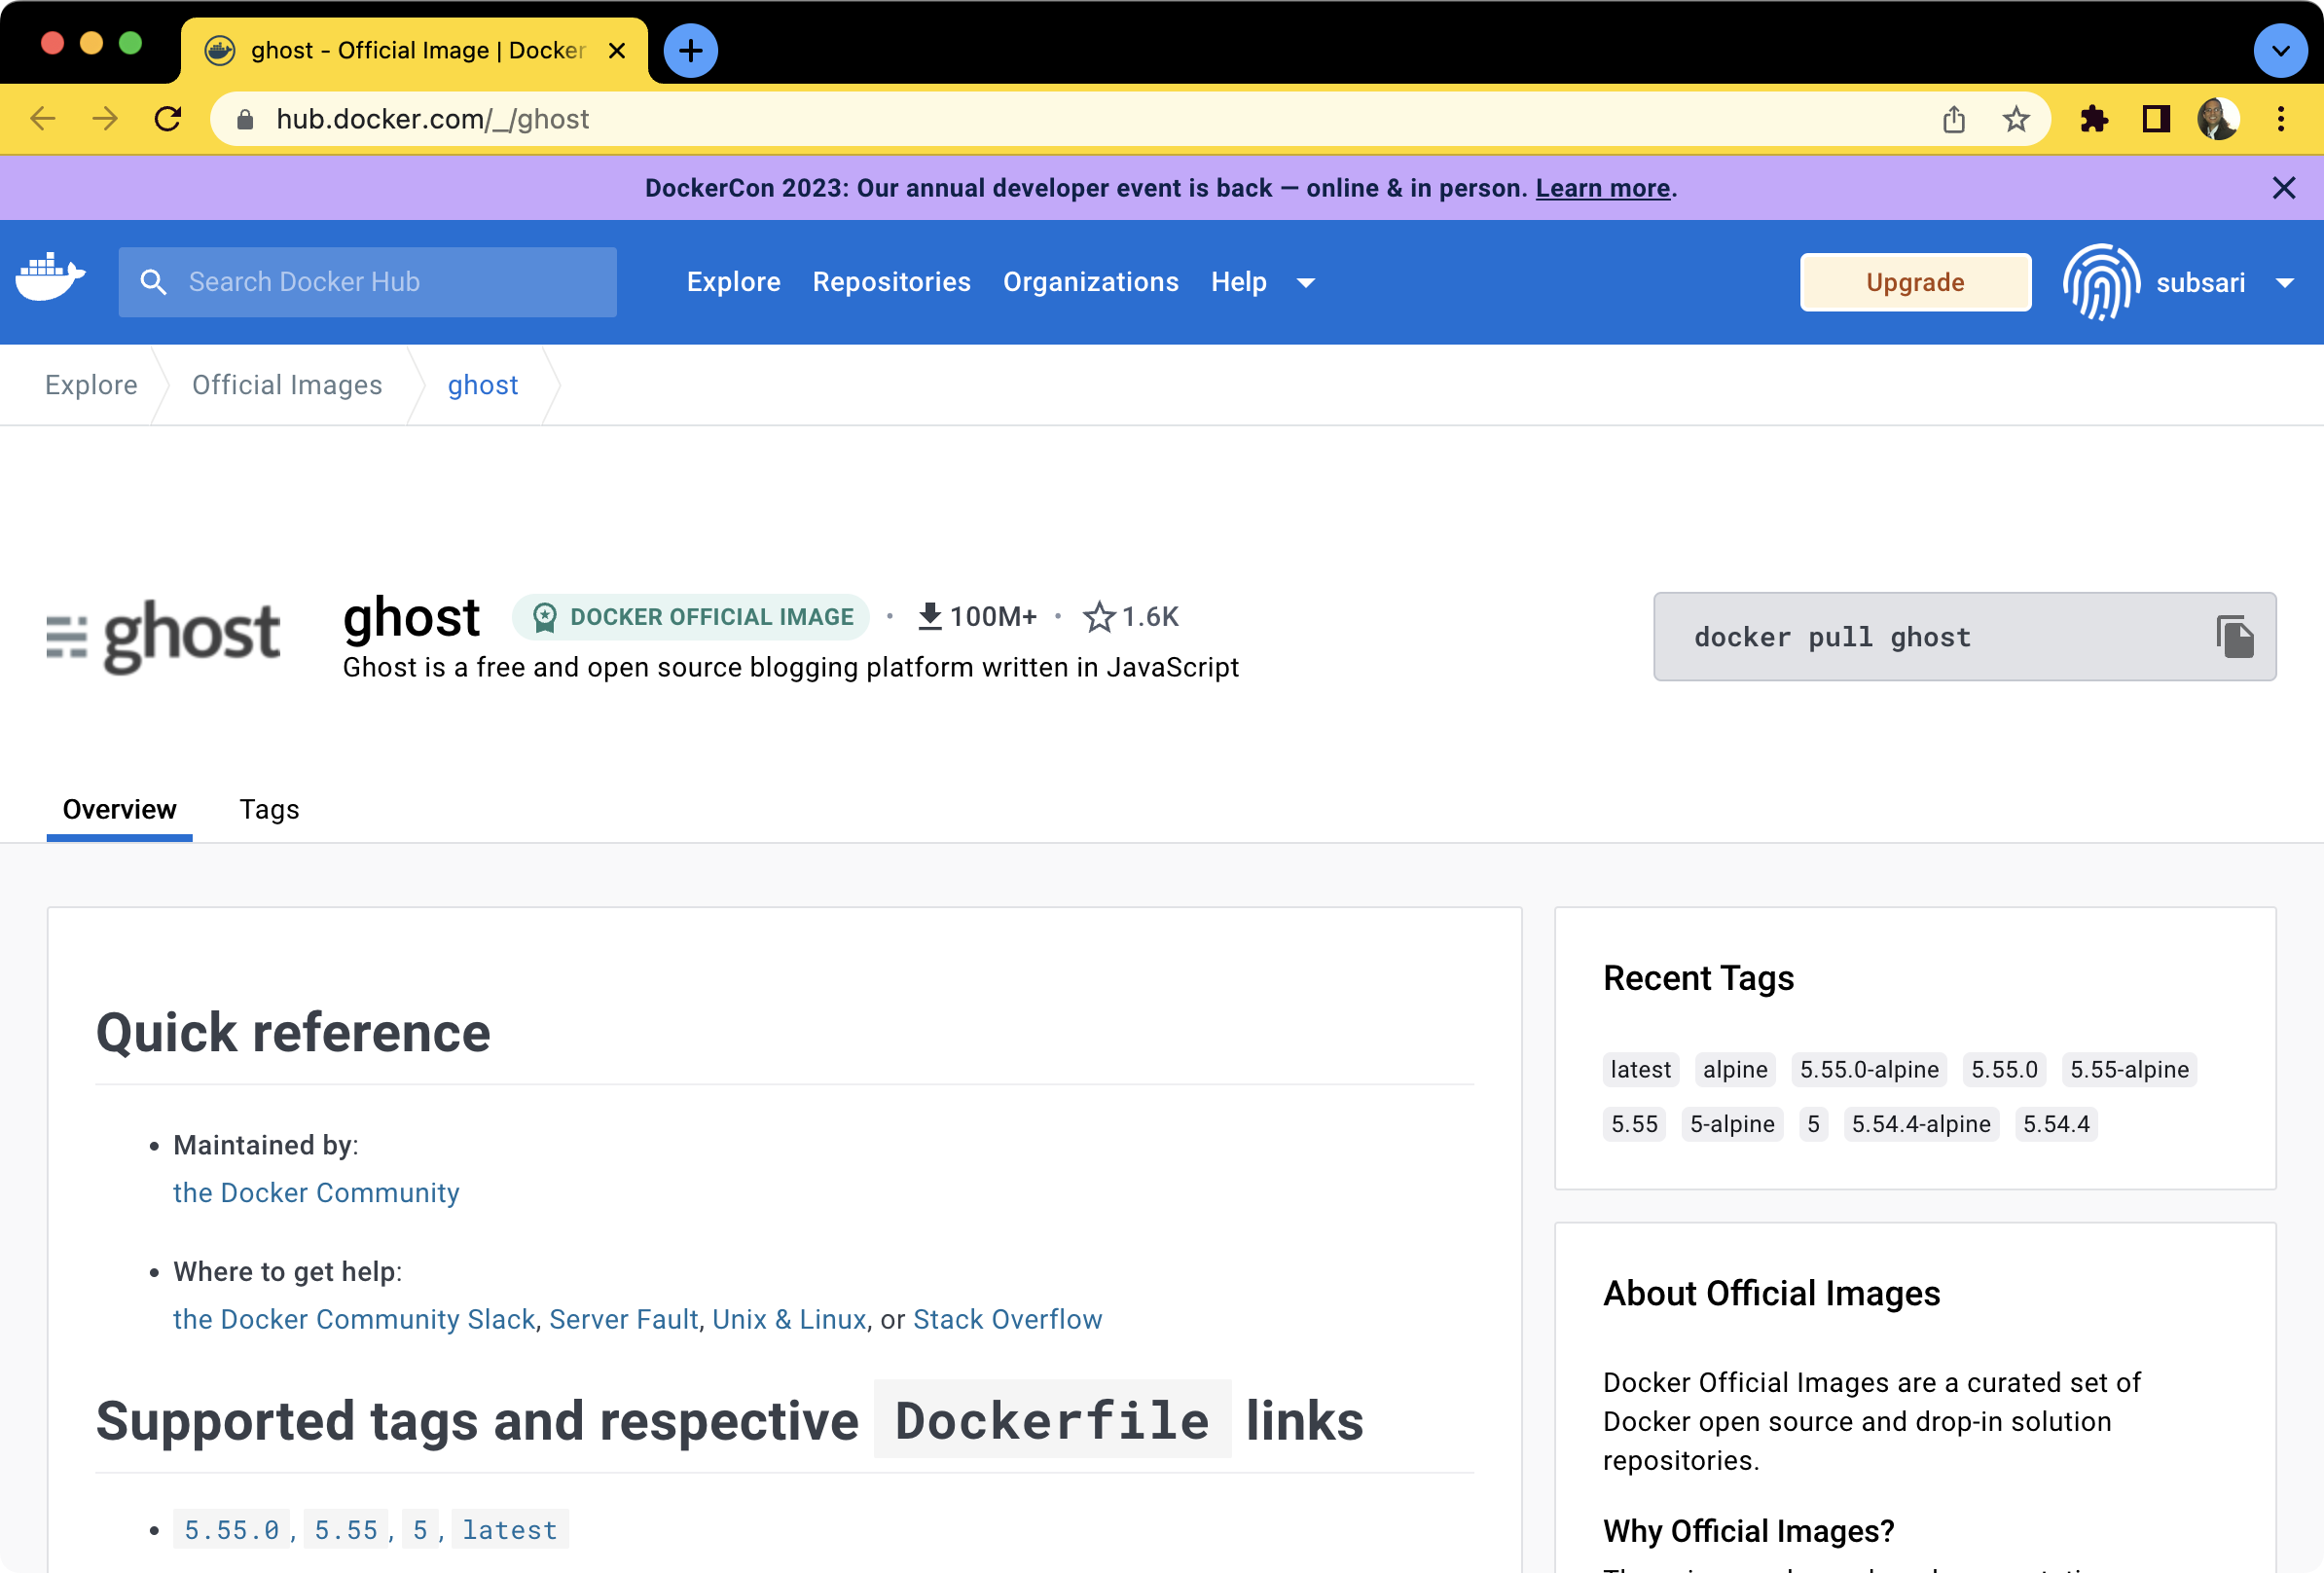 ghost - Official Image | Docker
hub.docker.com/_/ghost
DockerCon 2023: Our annual developer event is back — online & in person. Learn more.
Search Docker Hub
Explore
Repositories
Organizations
Help
Upgrade
subsari
Explore
Official Images
ghost
ghost
ghost
DOCKER OFFICIAL IMAGE
100M+
1.6K
Ghost is a free and open source blogging platform written in JavaScript
docker pull ghost
Overview
Tags
Quick reference
Maintained by:
the Docker Community
Where to get help:
the Docker Community Slack, Server Fault, Unix & Linux, or Stack Overflow
Supported tags and respective Dockerfile links
5.55.0, 5.55, 5, latest
Recent Tags
latest alpine 5.55.0-alpine 5.55.0 5.55-alpine
5.55 5-alpine 5 5.54.4-alpine 5.54.4
About Official Images
Docker Official Images are a curated set of
Docker open source and drop-in solution
repositories.
Why Official Images?